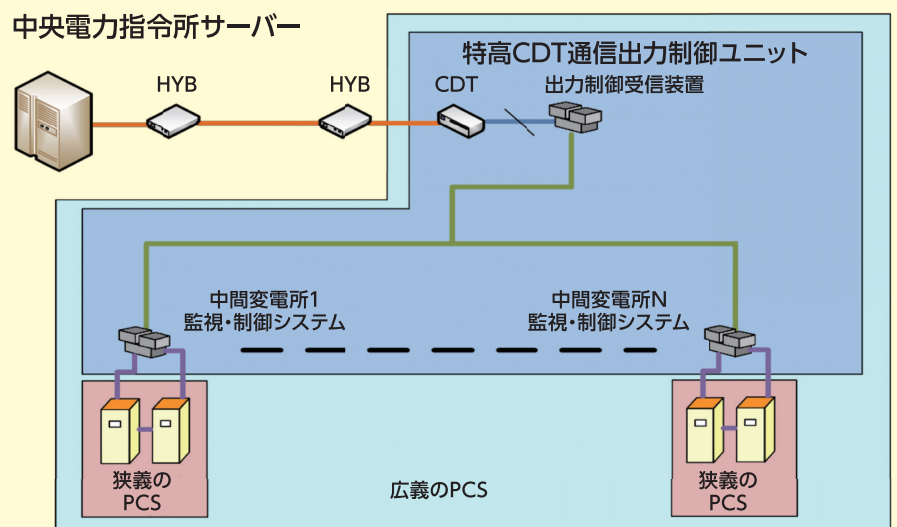 中央電力指令所サーバー
特高CDT通信出力制御ユニット
HYB
HYB
CDT
出力制御受信装置
中間変電所1
監視・制御システム
中間変電所N
監視・制御システム
狭義の
PCS
広義のPCS
狭義の
PCS